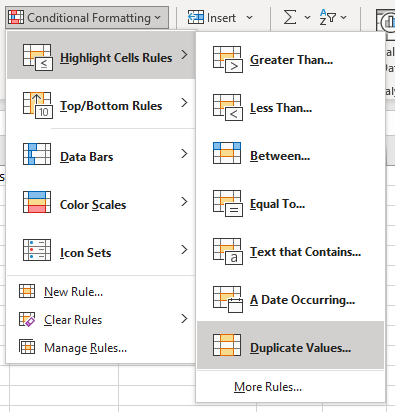 Conditional Formatting
Insert
Highlight Cells Rules
Top/Bottom Rules
Data Bars
Color Scales
Icon Sets
New Rule...
Clear Rules
Manage Rules...
Greater Than...
Less Than...
Between...
Equal To...
Text that Contains...
A Date Occurring...
Duplicate Values...
More Rules...